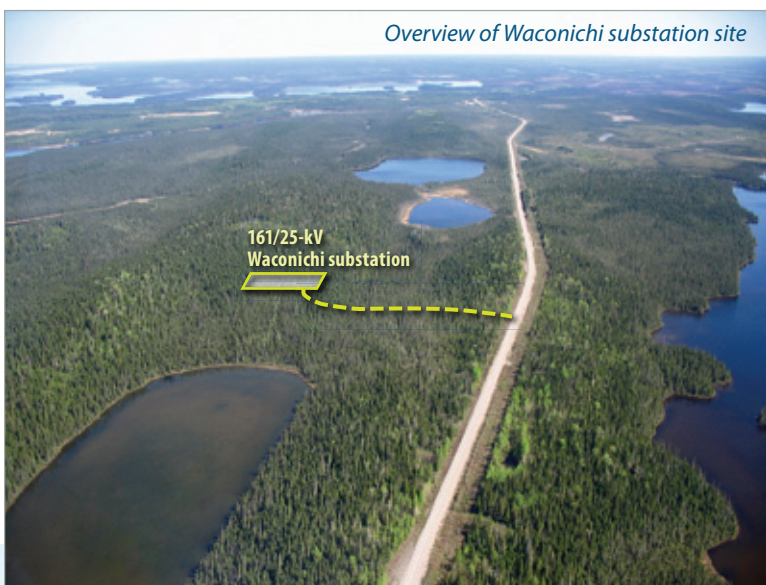 Overview of Waconichi substation site
161/25-kV
Waconichi substation